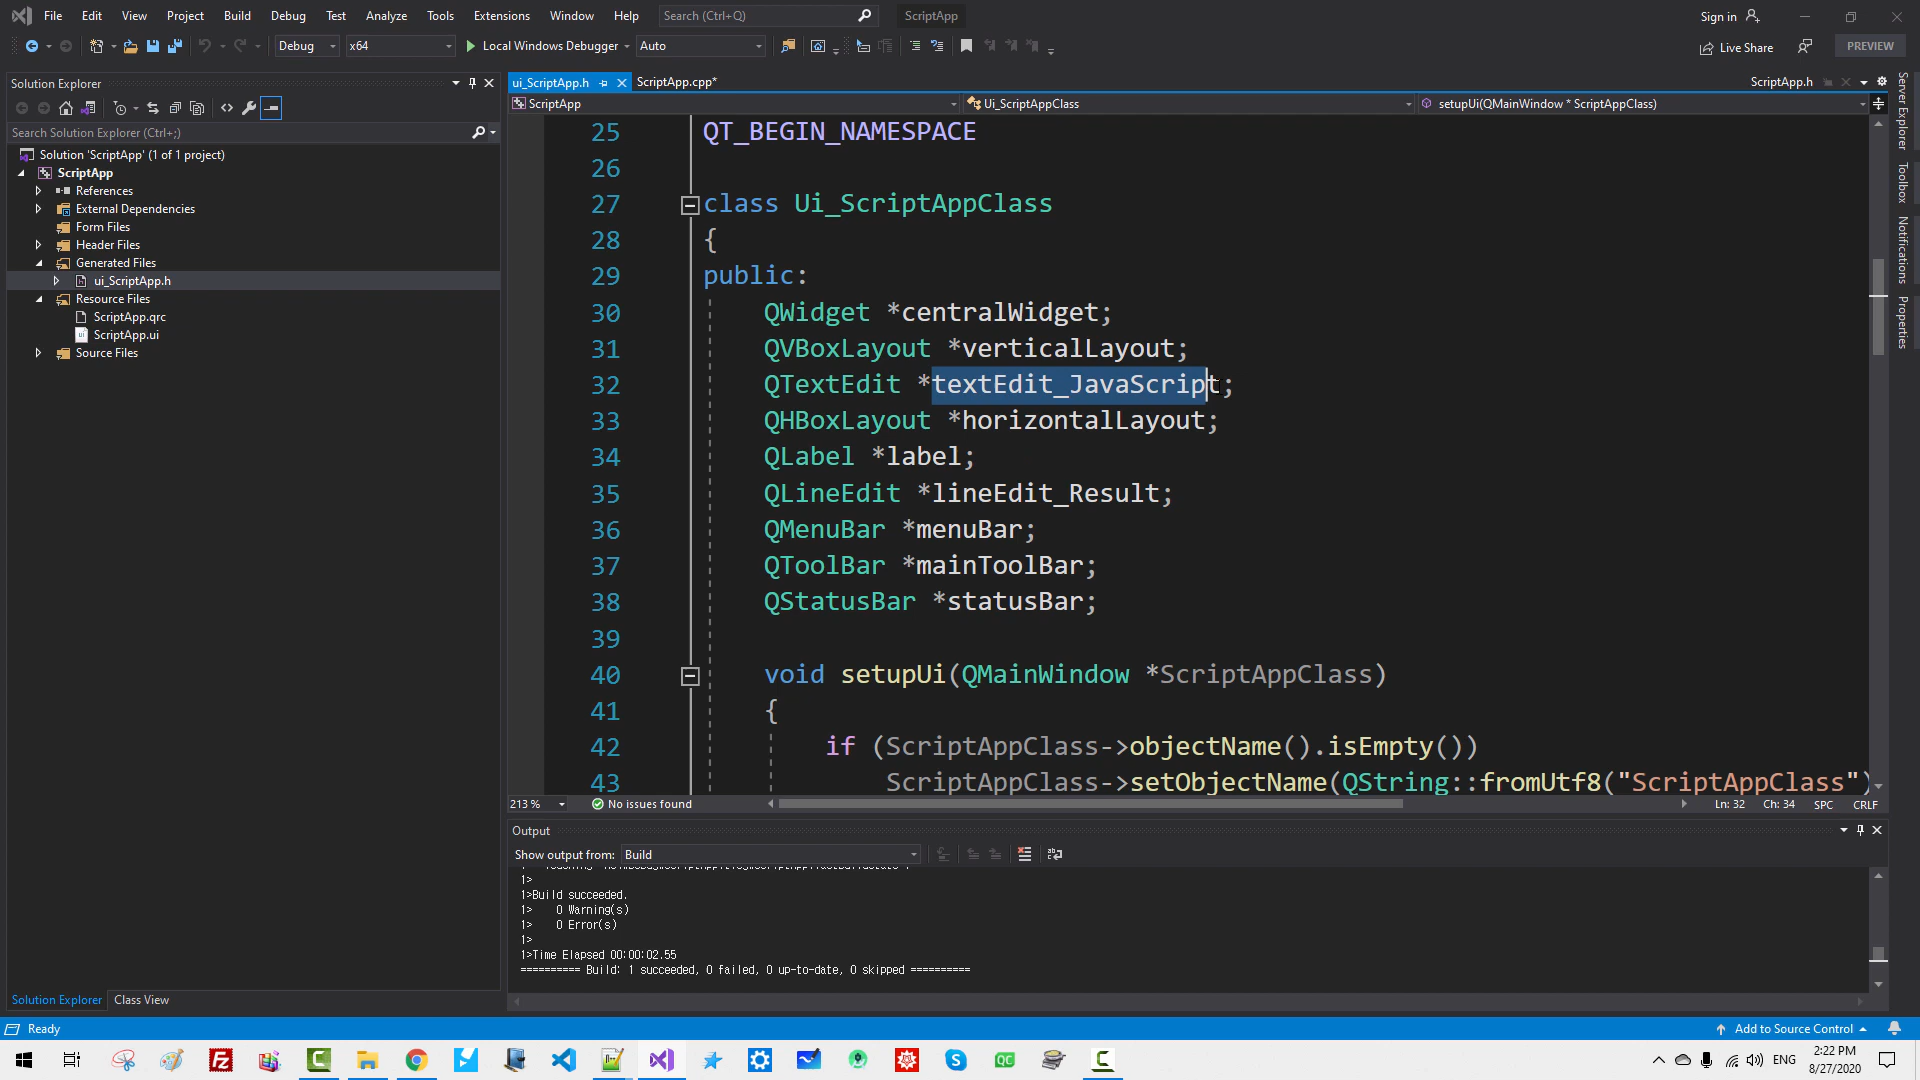 File Edit View Project Build Debug Test Analyze Tools Extensions Window Help Search (Ctrl+Q) ScriptApp Sign in
Debug x64 Local Windows Debugger Auto Live Share PREVIEW
Solution Explorer
Search Solution Explorer (Ctrl+;)
Solution 'ScriptApp' (1 of 1 project)
ScriptApp
References
External Dependencies
Form Files
Header Files
Generated Files
ui_ScriptApp.h
Resource Files
ScriptApp.qrc
ScriptApp.ui
Source Files
Solution Explorer Class View
ui_ScriptApp.h ScriptApp.cpp* ScriptApp.h
ScriptApp Ui_ScriptAppClass setupUi(QMainWindow * ScriptAppClass)
25 QT_BEGIN_NAMESPACE
26
27 class Ui_ScriptAppClass
28 {
29 public:
30 QWidget *centralWidget;
31 QVBoxLayout *verticalLayout;
32 QTextEdit *textEdit_JavaScript;
33 QHBoxLayout *horizontalLayout;
34 QLabel *label;
35 QLineEdit *lineEdit_Result;
36 QMenuBar *menuBar;
37 QToolBar *mainToolBar;
38 QStatusBar *statusBar;
39
40 void setupUi(QMainWindow *ScriptAppClass)
41 {
42 if (ScriptAppClass->objectName().isEmpty())
43 ScriptAppClass->setObjectName(QString::fromUtf8("ScriptAppClass")
213 % No issues found Ln: 32 Ch: 34 SPC CRLF
Output
Show output from: Build
1>
1>Build succeeded.
1> 0 Warning(s)
1> 0 Error(s)
1>
1>Time Elapsed 00:00:02.55
========== Build: 1 succeeded, 0 failed, 0 up-to-date, 0 skipped ==========
Server Explorer
Toolbox
Notifications
Properties
Ready Add to Source Control
QC ENG 2:22 PM
8/27/2020